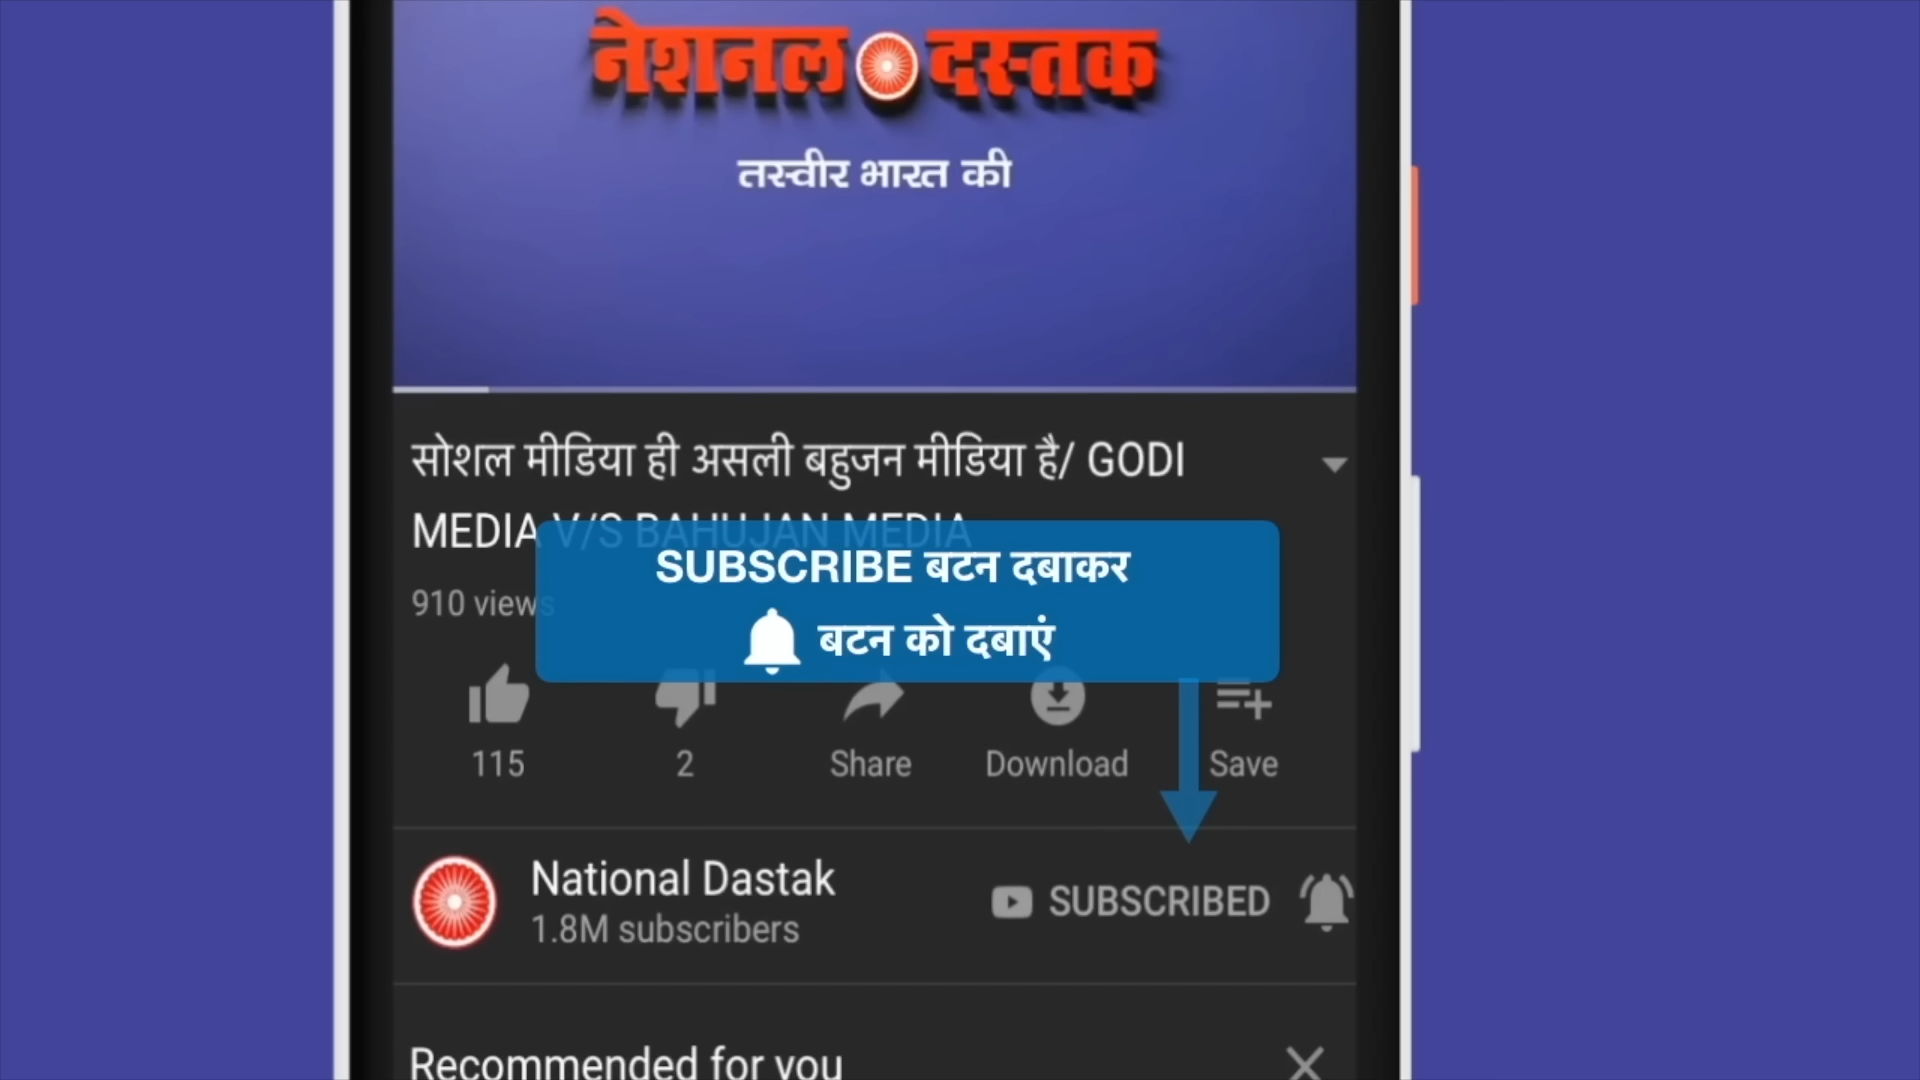 नेशनल दस्तक
तस्वीर भारत की
सोशल मीडिया ही असली बहुजन मीडिया है/ GODI
MEDIA V/S BAHUJAN MEDIA
SUBSCRIBE बटन दबाकर
910 views
बटन को दबाएं
115
2
Share
Download
Save
National Dastak
1.8M subscribers
SUBSCRIBED
Recommended for you